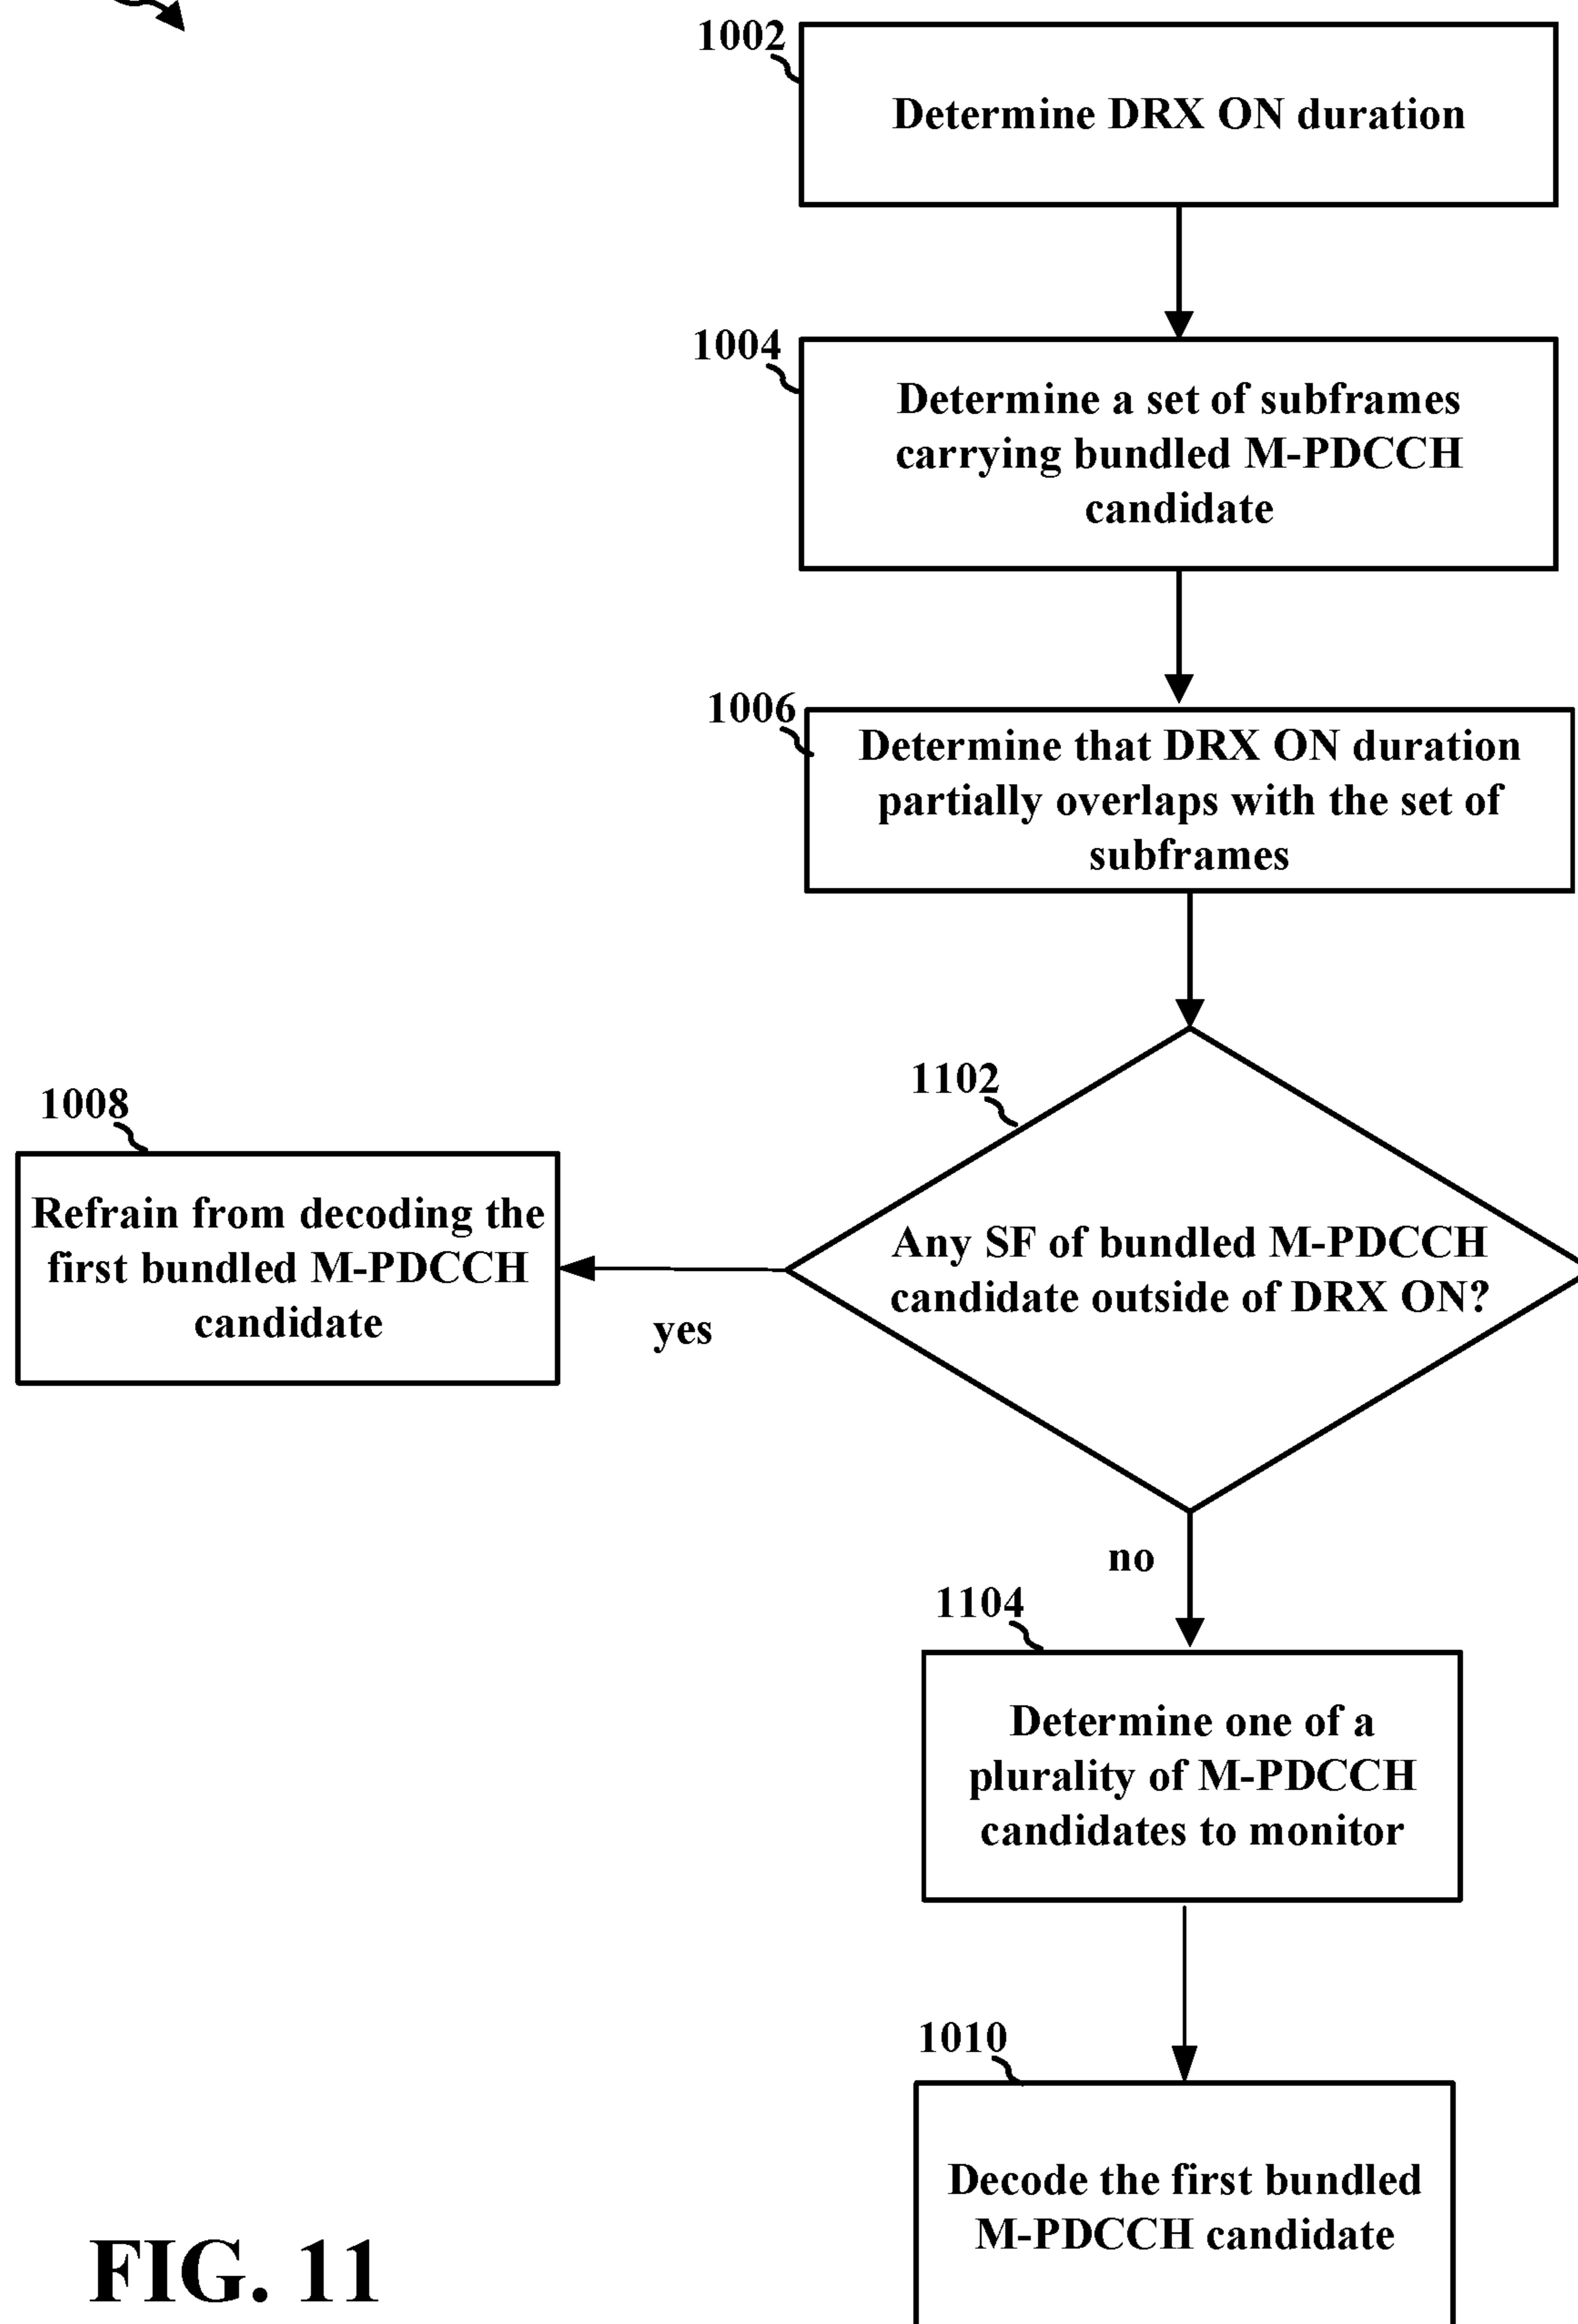 1002
Determine DRX ON duration
1004
Determine a set of subframes
carrying bundled M-PDCCH
candidate
1006
Determine that DRX ON duration
partially overlaps with the set of
subframes
1102
Any SF of bundled M-PDCCH
candidate outside of DRX ON?
1008
Refrain from decoding the
first bundled M-PDCCH
candidate
yes
no
1104
Determine one of a
plurality of M-PDCCH
candidates to monitor
1010
Decode the first bundled
M-PDCCH candidate
FIG. 11